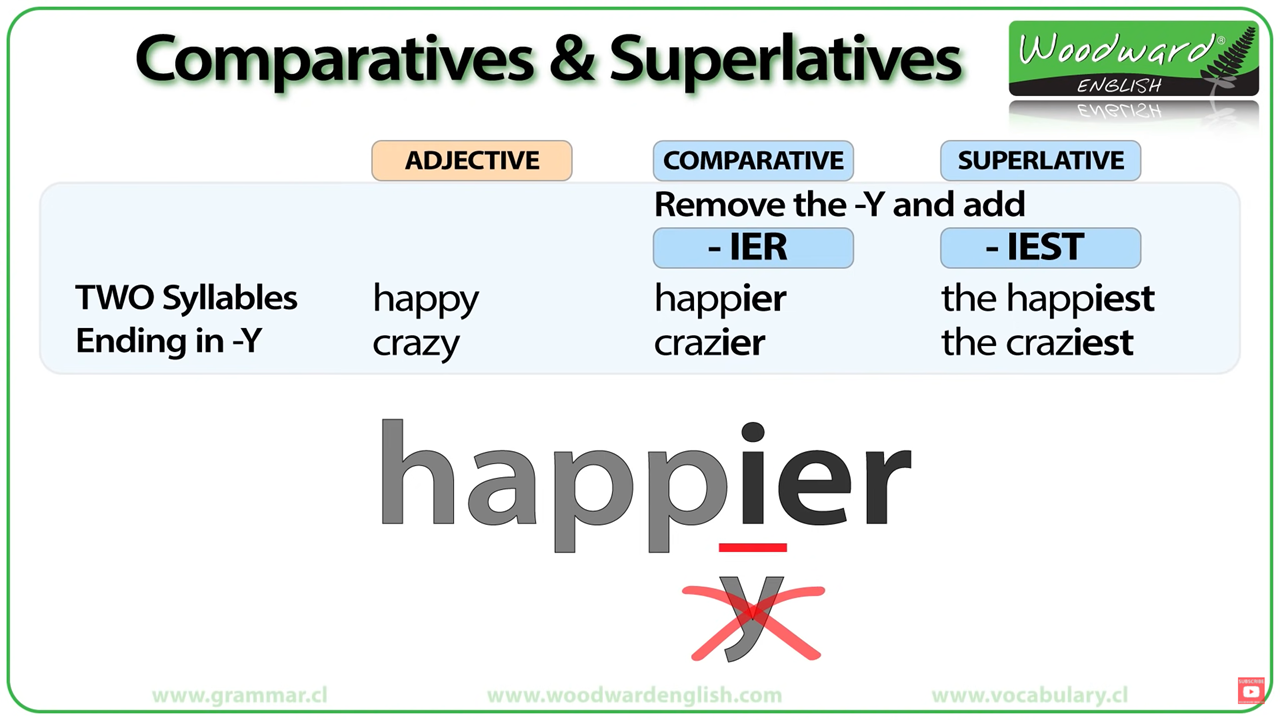 Comparatives & Superlatives
Woodward®
ENGLISH
ADJECTIVE COMPARATIVE SUPERLATIVE
Remove the -Y and add
- IER - IEST
TWO Syllables happy happier the happiest
Ending in -Y crazy crazier the craziest
happier
y
www.grammar.cl www.woodwardenglish.com www.vocabulary.cl
SUBSCRIBE